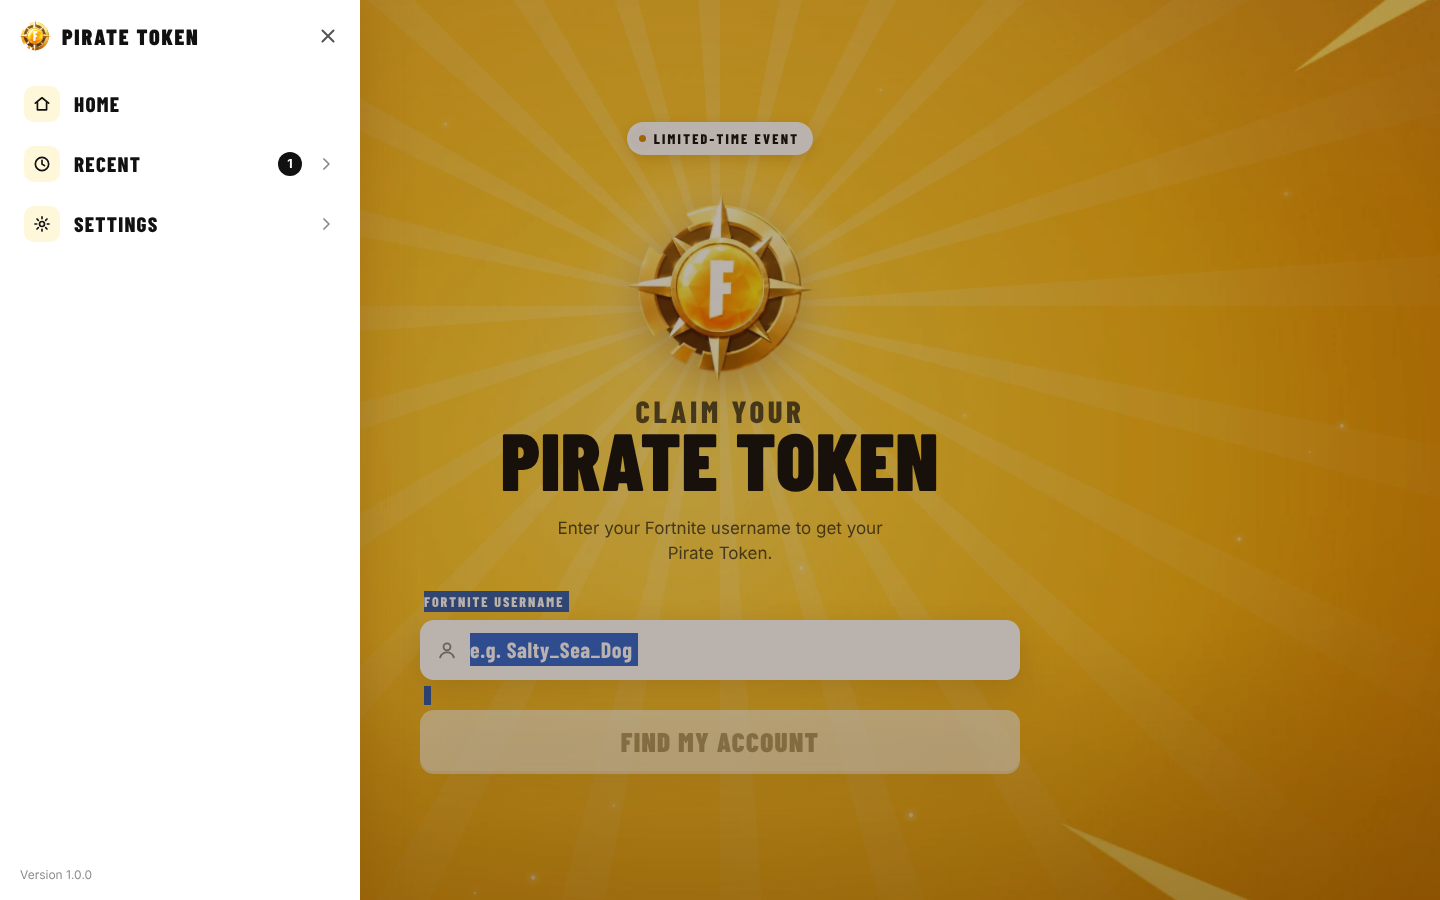 PIRATE TOKEN
HOME
RECENT
1
SETTINGS
Version 1.0.0
LIMITED-TIME EVENT
F
CLAIM YOUR
PIRATE TOKEN
Enter your Fortnite username to get your
Pirate Token.
FORTNITE USERNAME
e.g. Salty_Sea_Dog
FIND MY ACCOUNT